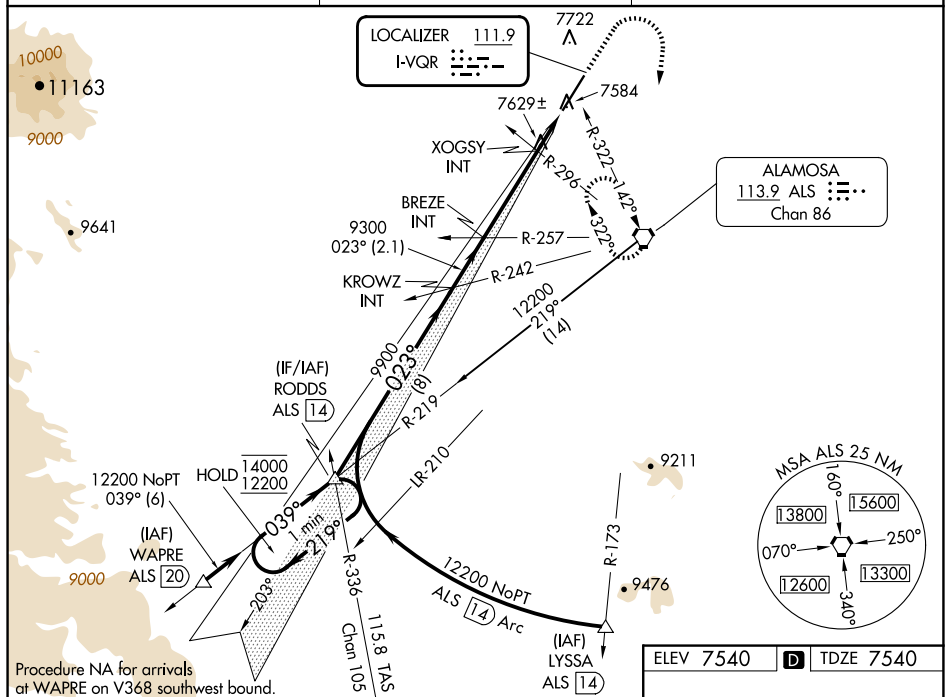 7722
LOCALIZER 111.9
I-VQR
10000
11163
9000
7629±
7584
XOGSY
INT
R-322
142°
R-296
ALAMOSA
113.9 ALS
Chan 86
BREZE
INT
9641
9300
023° (2.1)
R-257
322°
KROWZ
INT
R-242
12200
219°
(14)
9900
023°
(8)
(IF/IAF)
RODDS
ALS 14
R-219
LR-210
9211
MSA ALS 25 NM
160°
13800
15600
070°
250°
12600
13300
340°
12200 NoPT
039° (6)
HOLD
14000
12200
039°
1 min
219°
R-173
(IAF)
WAPRE
ALS 20
9000
203°
R-336
115.8 TAS
Chan 105
12200 NoPT
ALS 14 Arc
9476
(IAF)
LYSSA
ALS 14
Procedure NA for arrivals
at WAPRE on V368 southwest bound.
ELEV 7540 D TDZE 7540